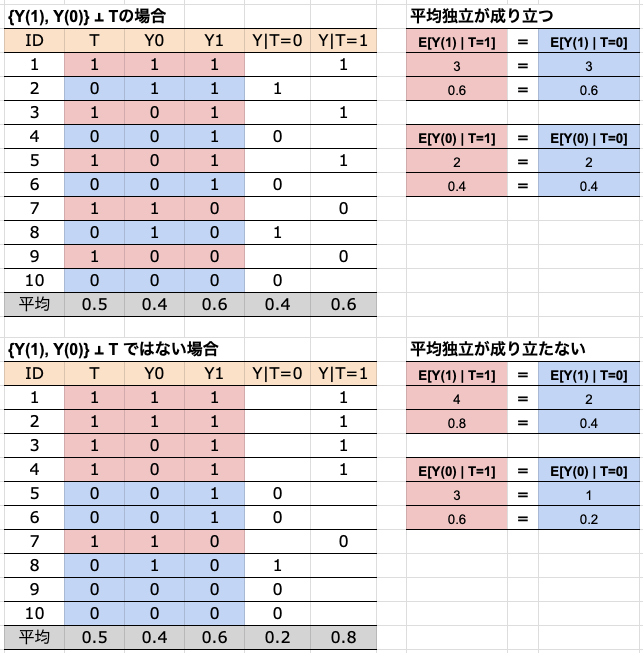 {Y(1), Y(0)} ⊥ Tの場合
ID T Y0 Y1 Y|T=0 Y|T=1
1 1 1 1 1
2 0 1 1 1
3 1 0 1 1
4 0 0 1 0
5 1 0 1 1
6 0 0 1 0
7 1 1 0 0
8 0 1 0 1
9 1 0 0 0
10 0 0 0 0
平均 0.5 0.4 0.6 0.4 0.6
平均独立が成り立つ
E[Y(1) | T=1] = E[Y(1) | T=0]
3 = 3
0.6 = 0.6
E[Y(0) | T=1] = E[Y(0) | T=0]
2 = 2
0.4 = 0.4
{Y(1), Y(0)} ⊥ T ではない場合
ID T Y0 Y1 Y|T=0 Y|T=1
1 1 1 1 1
2 1 1 1 1
3 1 0 1 1
4 1 0 1 1
5 0 0 1 0
6 0 0 1 0
7 1 1 0 0
8 0 1 0 1
9 0 0 0 0
10 0 0 0 0
平均 0.5 0.4 0.6 0.2 0.8
平均独立が成り立たない
E[Y(1) | T=1] = E[Y(1) | T=0]
4 = 2
0.8 = 0.4
E[Y(0) | T=1] = E[Y(0) | T=0]
3 = 1
0.6 = 0.2